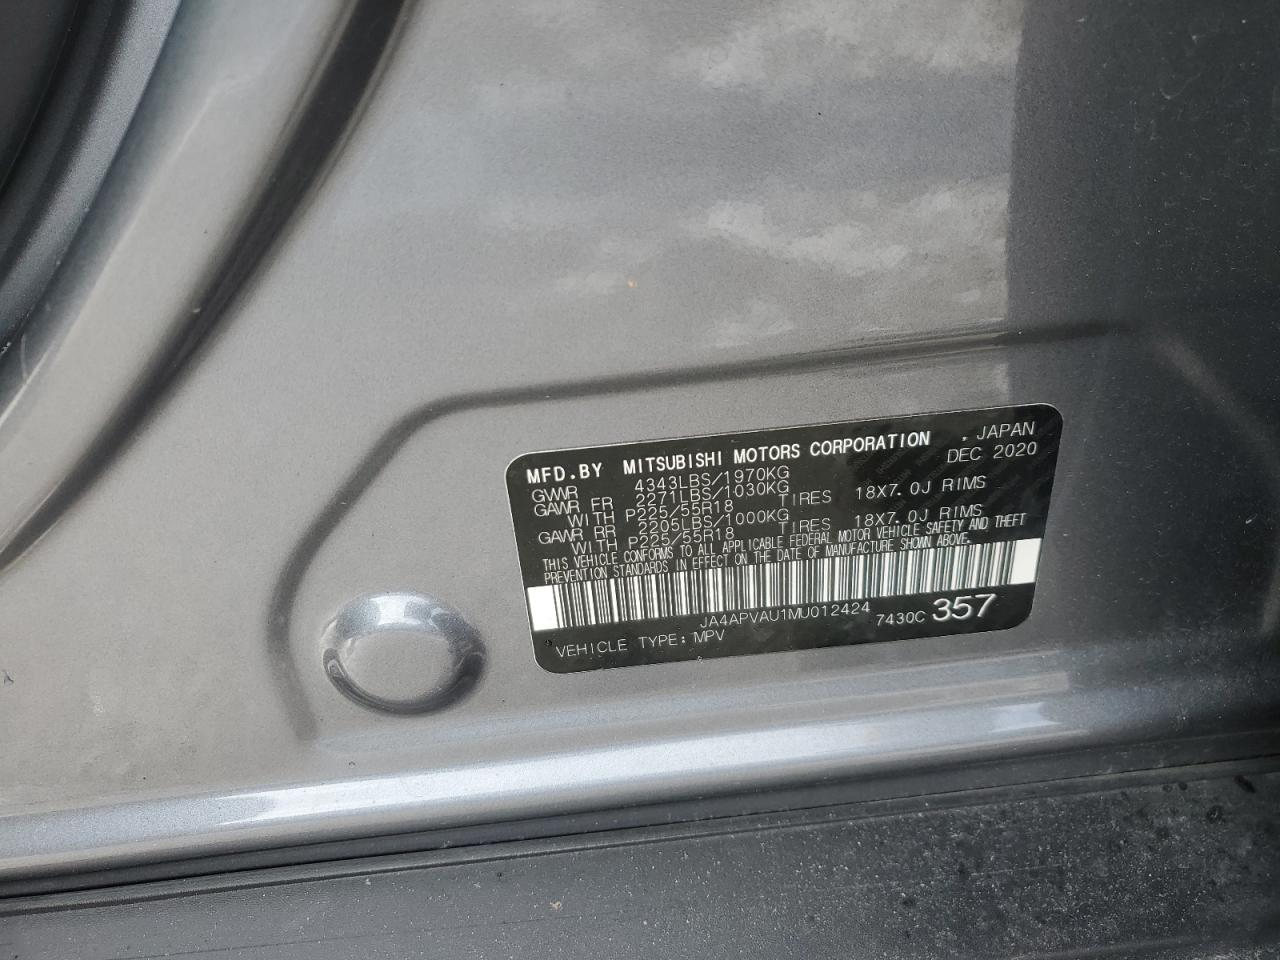 MFD.BY MITSUBISHI MOTORS CORPORATION . JAPAN
DEC 2020
GVWR 4343LBS/1970KG
GAWR FR 2271LBS/1030KG
WITH P225/55R18 TIRES 18X7.0J RIMS
GAWR RR 2205LBS/1000KG
WITH P225/55R18 TIRES 18X7.0J RIMS
THIS VEHICLE CONFORMS TO ALL APPLICABLE FEDERAL MOTOR VEHICLE SAFETY AND THEFT
PREVENTION STANDARDS IN EFFECT ON THE DATE OF MANUFACTURE SHOWN ABOVE.
JA4APVAU1MU012424 7430C 357
VEHICLE TYPE: MPV